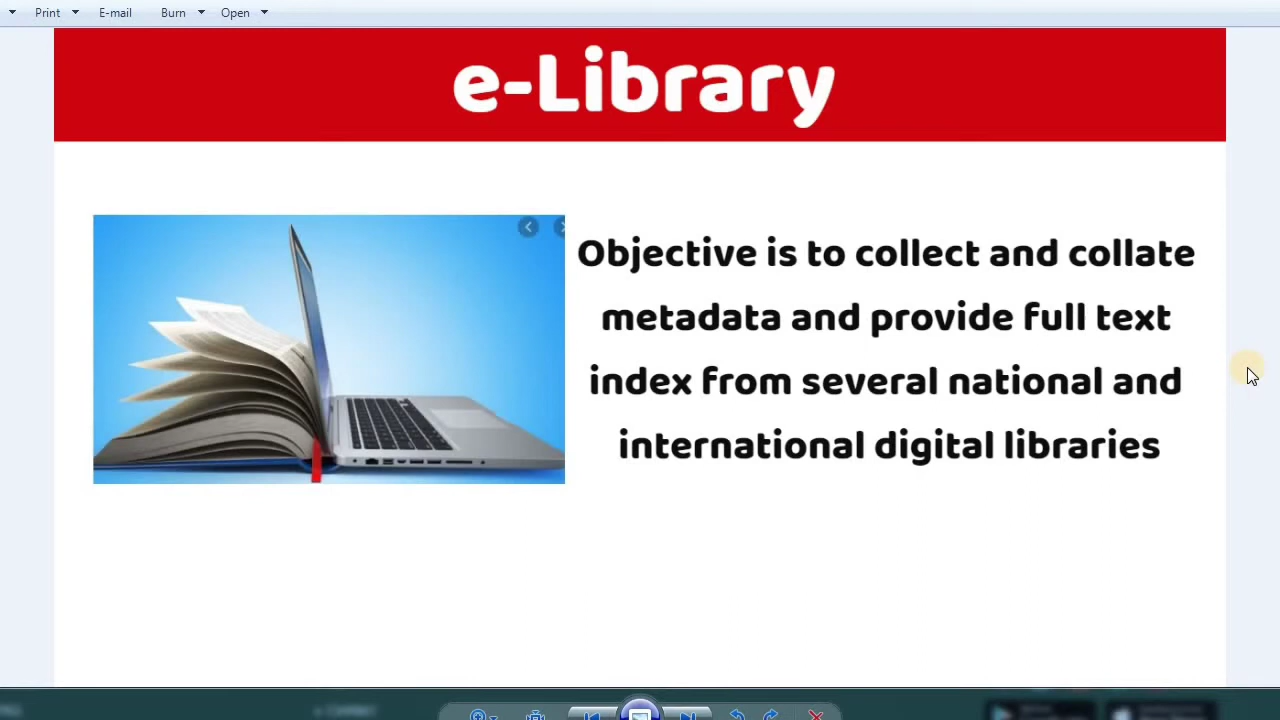 Print E-mail Burn Open
e-Library
Objective is to collect and collate
metadata and provide full text
index from several national and
international digital libraries